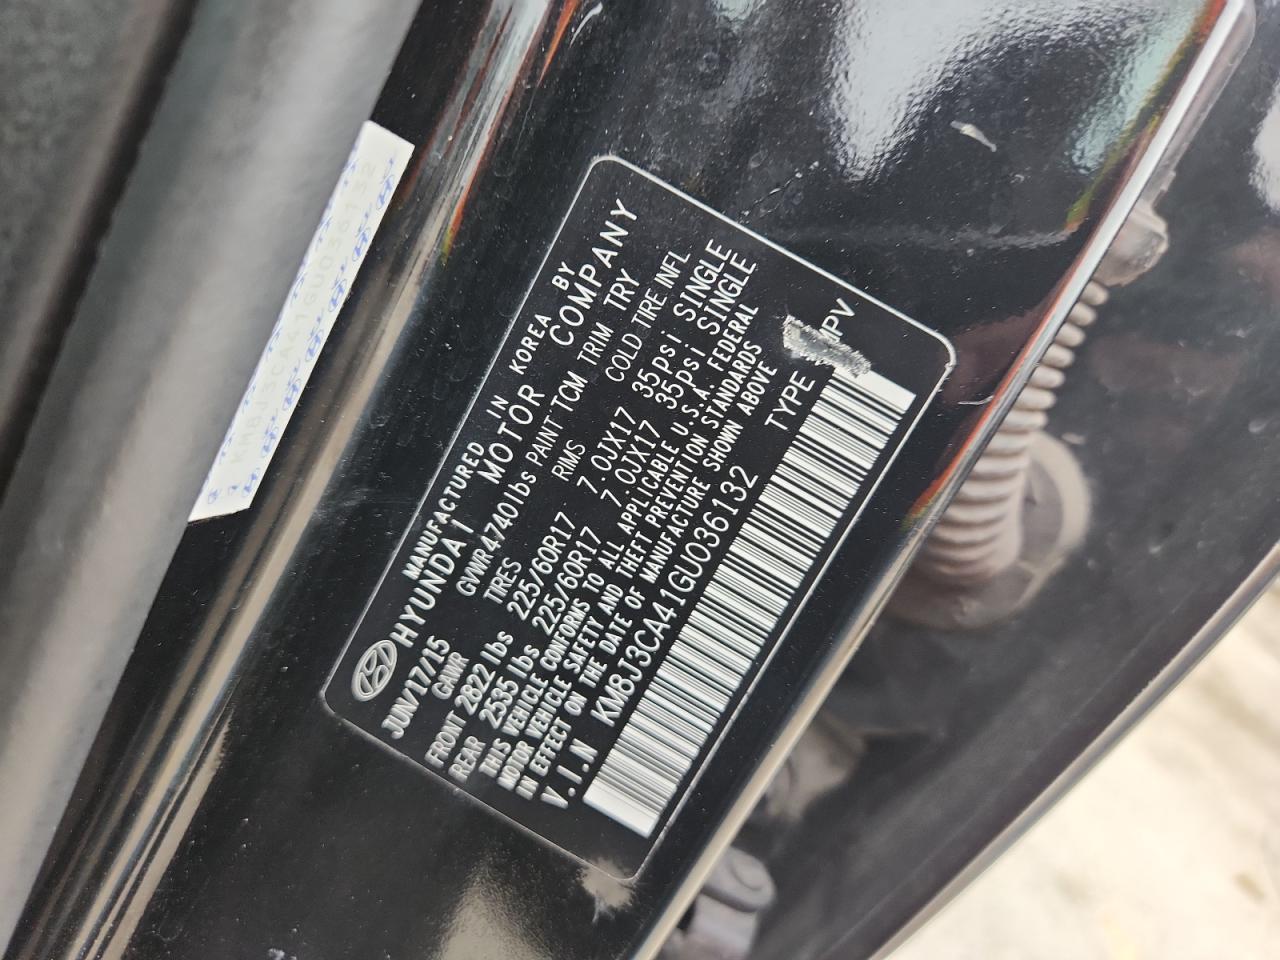 MANUFACTURED IN KOREA BY
HYUNDAI MOTOR COMPANY
JUN/17/15 GVWR4740lbs PAINT TCM TRIM TRY
GAWR TIRES RIMS COLD TIRE INFL
FRONT 2822 lbs 225/60R17 7.0JX17 35psi SINGLE
REAR 2535 lbs 225/60R17 7.0JX17 35psi SINGLE
THIS VEHICLE CONFORMS TO ALL APPLICABLE U.S.A. FEDERAL
MOTOR VEHICLE SAFETY AND THEFT PREVENTION STANDARDS
IN EFFECT ON THE DATE OF MANUFACTURE SHOWN ABOVE
V.I.N KM8J3CA41GU036132 TYPE MPV
KM8J3CA41GU036132